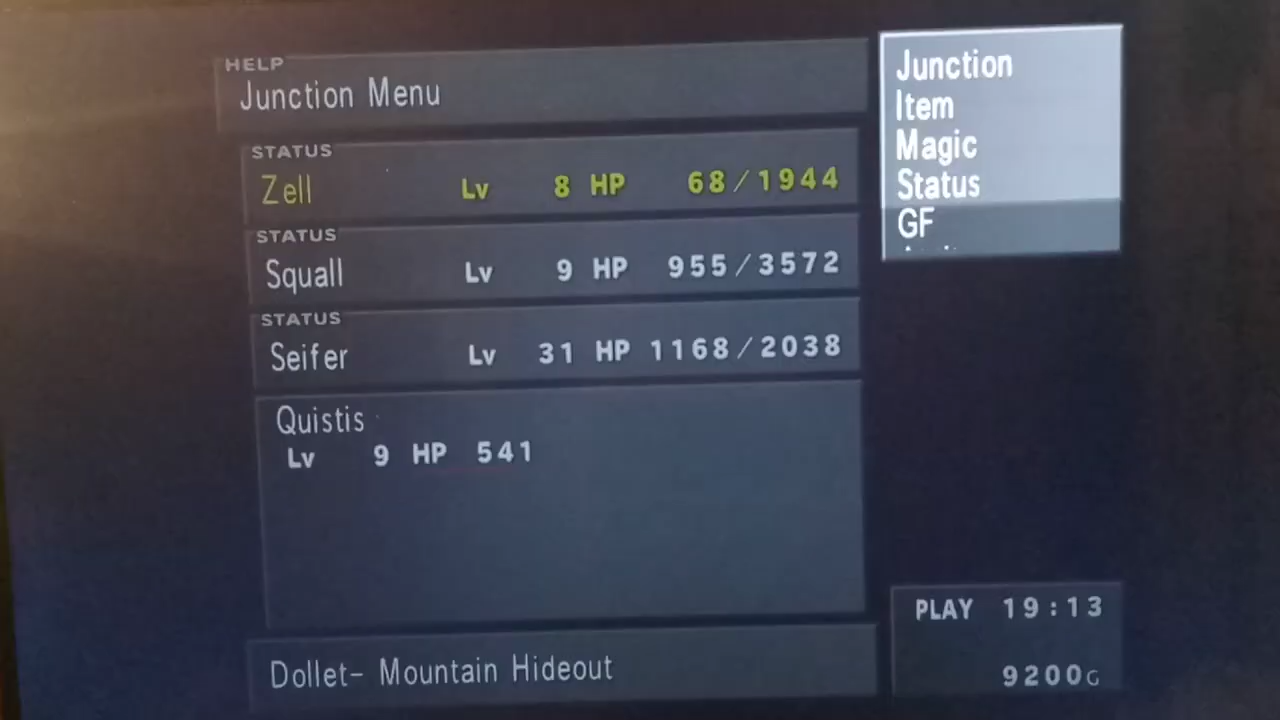 HELP
Junction Menu
STATUS
Zell Lv 8 HP 68/1944
STATUS
Squall Lv 9 HP 955/3572
STATUS
Seifer Lv 31 HP 1168/2038
Quistis
Lv 9 HP 541
Dollet- Mountain Hideout
Junction
Item
Magic
Status
GF
PLAY 19:13
9200G